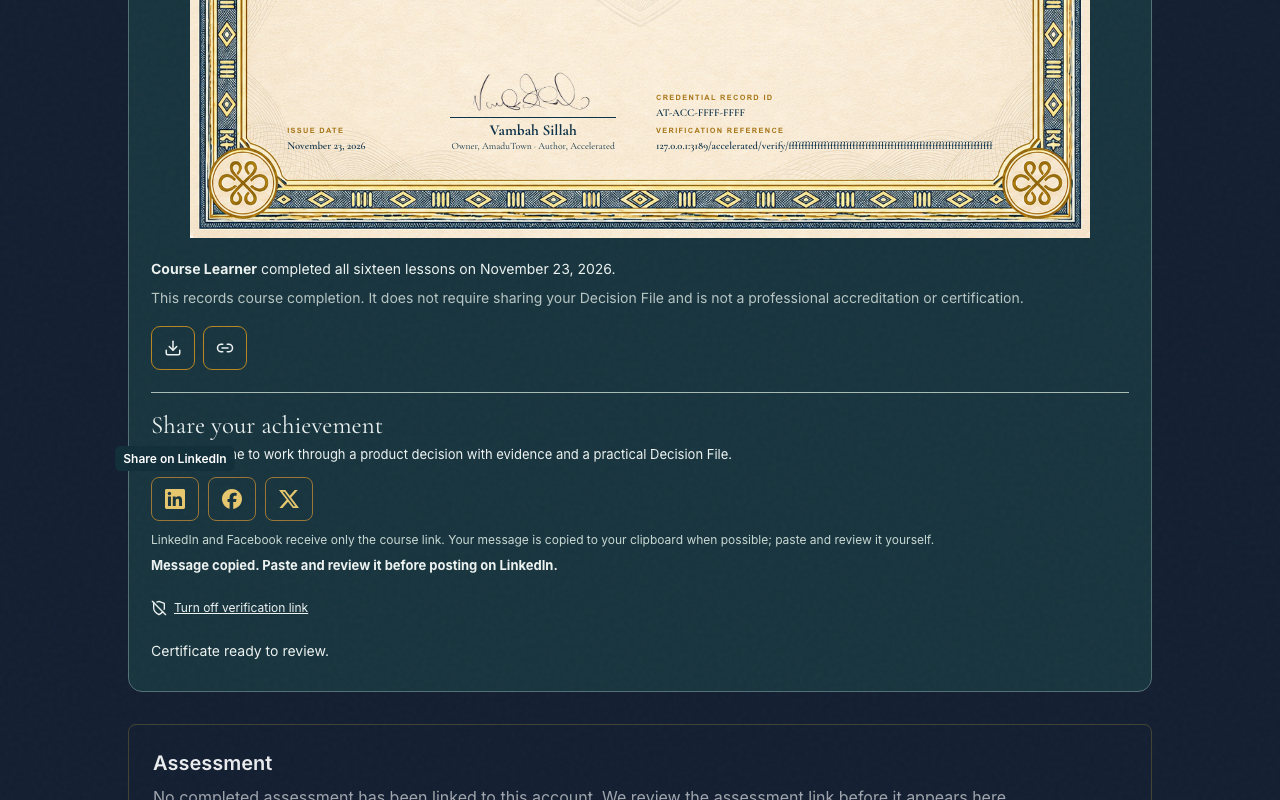 CREDENTIAL RECORD ID
AT-ACC-FFFF-FFFF
ISSUE DATE
November 23, 2026
Vambah Sillah
Owner, AmaduTown · Author, Accelerated
VERIFICATION REFERENCE
Course Learner completed all sixteen lessons on November 23, 2026.
This records course completion. It does not require sharing your Decision File and is not a professional accreditation or certification.
Share your achievement
Share on LinkedIn
to work through a product decision with evidence and a practical Decision File.
LinkedIn and Facebook receive only the course link. Your message is copied to your clipboard when possible; paste and review it yourself.
Message copied. Paste and review it before posting on LinkedIn.
Turn off verification link
Certificate ready to review.
Assessment
No completed assessment has been linked to this account. We review the assessment link before it appears here.